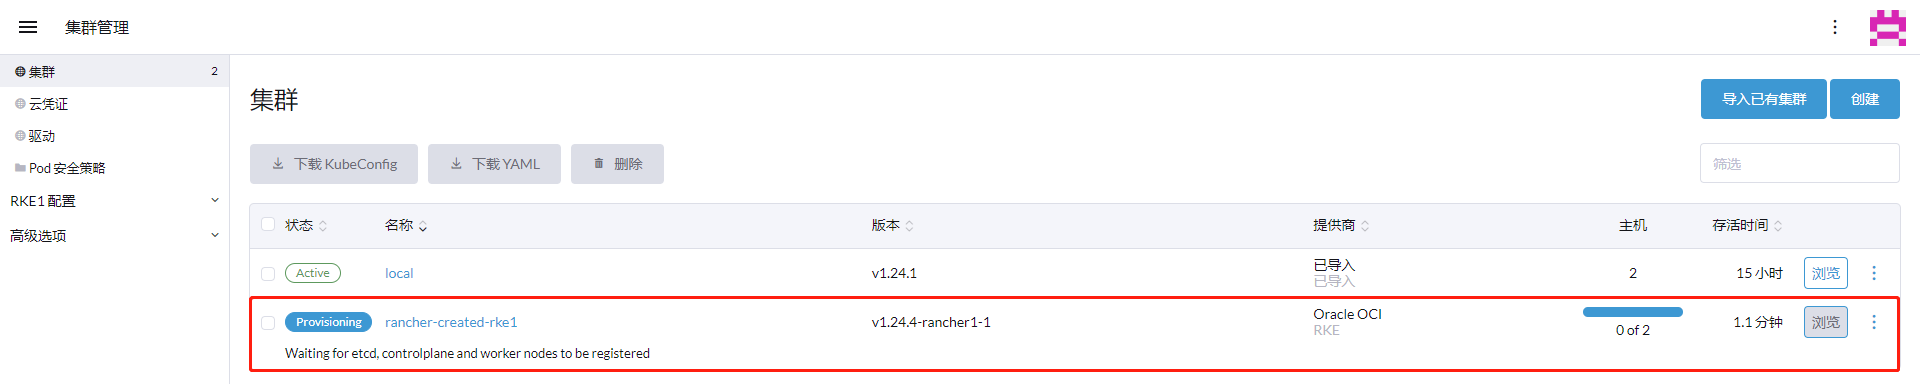 集群管理
集群 2
云凭证
驱动
Pod 安全策略
RKE1 配置
高级选项
集群
导入已有集群 创建
下载 KubeConfig 下载 YAML 删除
筛选
状态 名称 版本 提供商 主机 存活时间
Active local v1.24.1 已导入 2 15 小时 浏览
已导入
Provisioning rancher-created-rke1 v1.24.4-rancher1-1 Oracle OCI 1.1 分钟 浏览
RKE 0 of 2
Waiting for etcd, controlplane and worker nodes to be registered